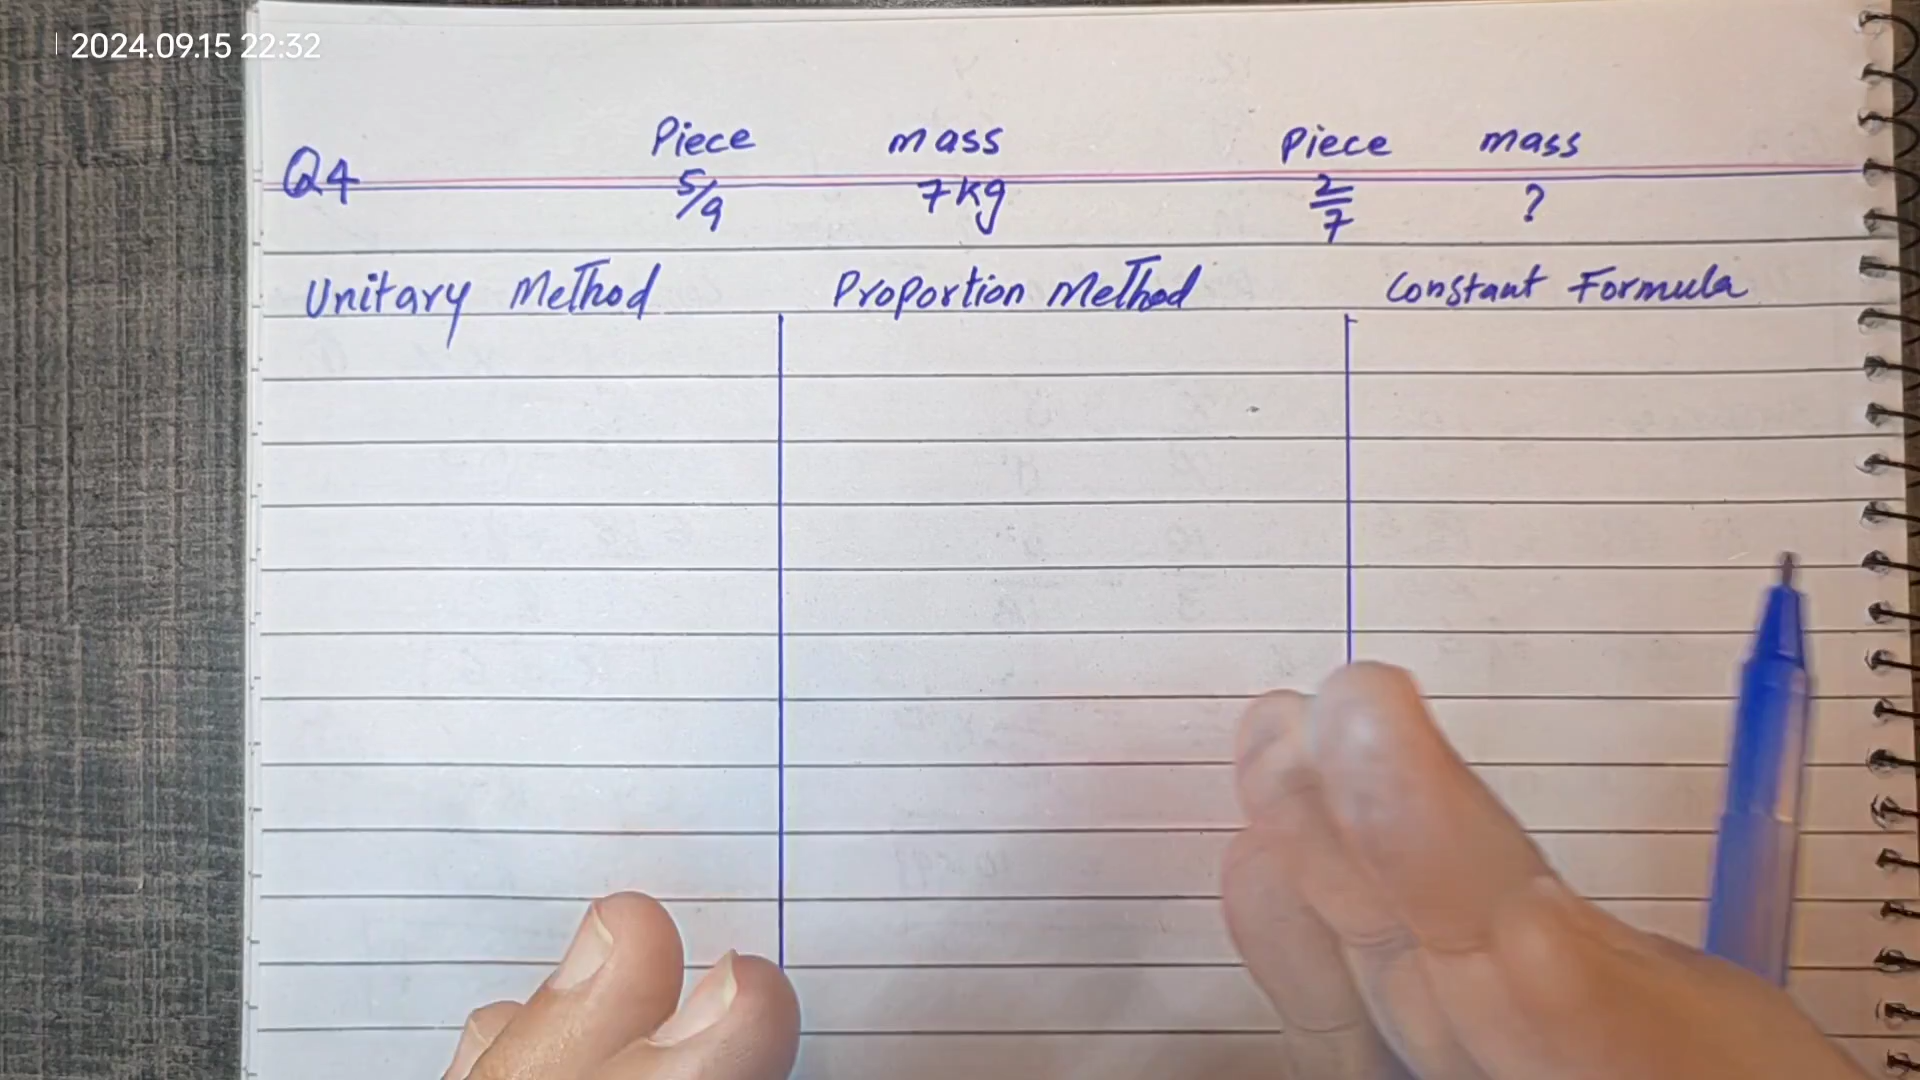 2024.09.15 22:32
Piece mass Piece mass
Q4 5/9 7kg 2/7 ?
Unitary Method Proportion Method Constant Formula